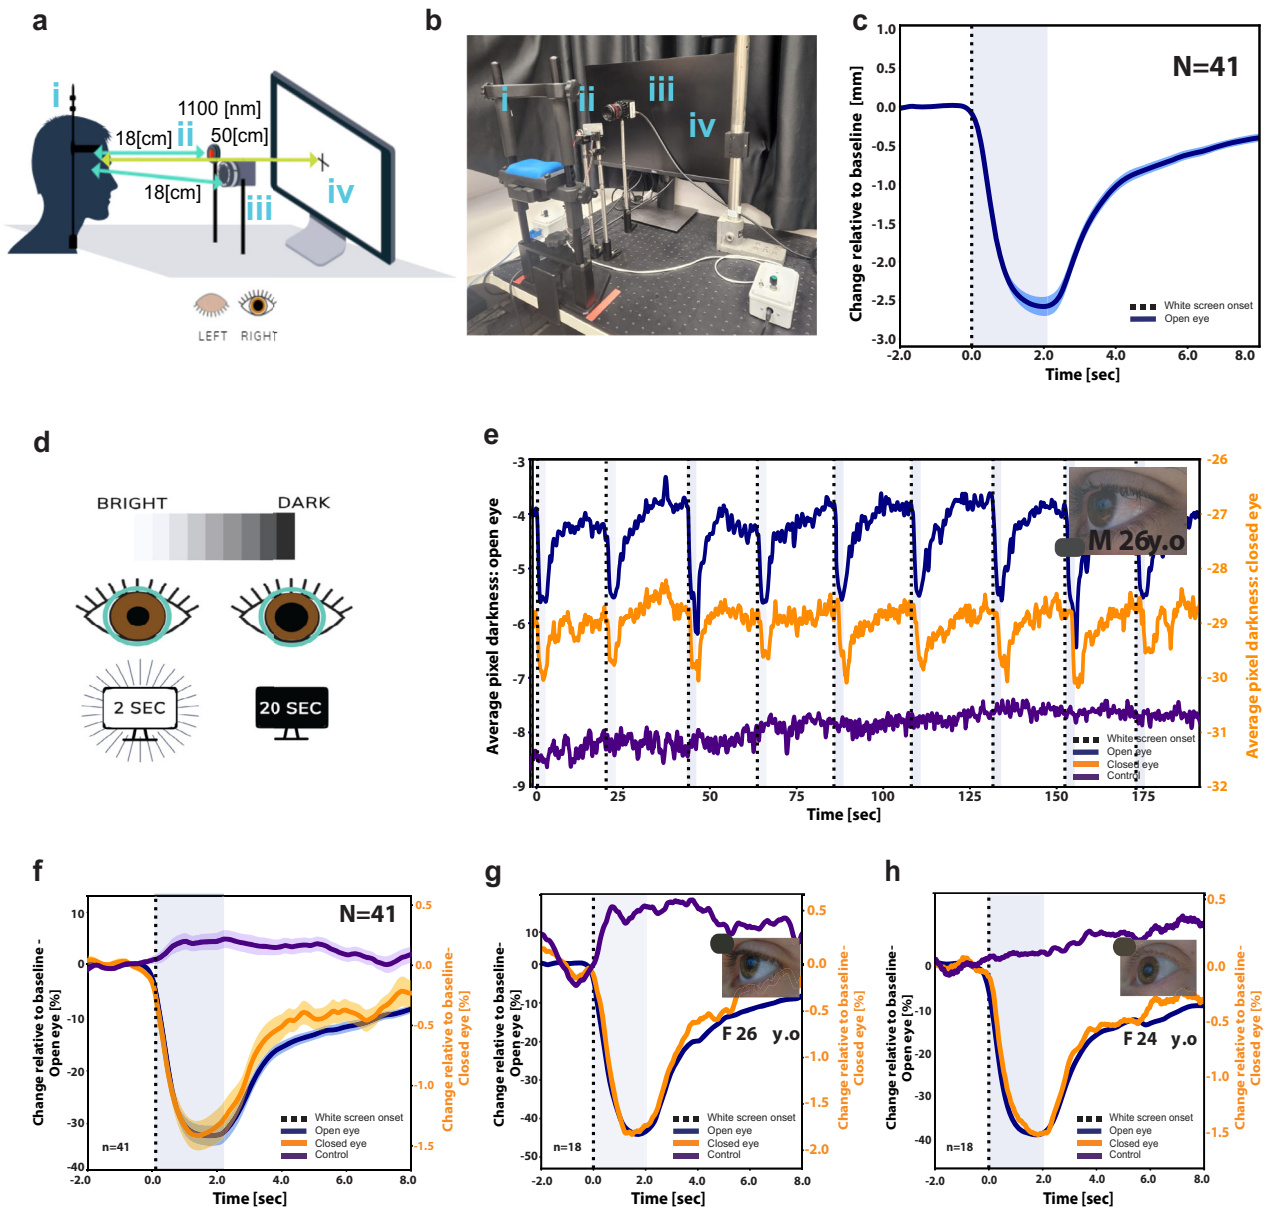 a
i
1100 [nm]
18[cm]
ii
50[cm]
18[cm]
iii
iv
LEFT RIGHT
b
i
ii
iii
iv
c
Change relative to baseline [mm]
1.0
0.5
0.0
-0.5
-1.0
-1.5
-2.0
-2.5
-3.0
N=41
White screen onset
Open eye
-2.0 0.0 2.0 4.0 6.0 8.0
Time [sec]
d
BRIGHT DARK
2 SEC
20 SEC
e
Average pixel darkness: open eye
-3
-4
-5
-6
-7
-8
-9
M 26y.o
White screen onset
Open eye
Closed eye
Control
-26
-27
-28
-29
-30
-31
-32
Average pixel darkness: closed eye
0 25 50 75 100 125 150 175
Time [sec]
f
Change relative to baseline -
Open eye [%]
10
0
-10
-20
-30
-40
N=41
n=41
White screen onset
Open eye
Closed eye
Control
0.5
0.0
-0.5
-1.0
-1.5
Change relative to baseline-
Closed eye [%]
-2.0 0.0 2.0 4.0 6.0 8.0
Time [sec]
g
Change relative to baseline-
Open eye [%]
10
0
-10
-20
-30
-40
-50
F 26 y.o
n=18
White screen onset
Open eye
Closed eye
Control
0.5
0.0
-0.5
-1.0
-1.5
-2.0
Change relative to baseline-
Closed eye [%]
-2.0 0.0 2.0 4.0 6.0 8.0
Time [sec]
h
Change relative to baseline-
Open eye [%]
10
0
-10
-20
-30
-40
F 24 y.o
n=18
White screen onset
Open eye
Closed eye
Control
0.5
0.0
-0.5
-1.0
-1.5
Change relative to baseline-
Closed eye [%]
-2.0 0.0 2.0 4.0 6.0 8.0
Time [sec]